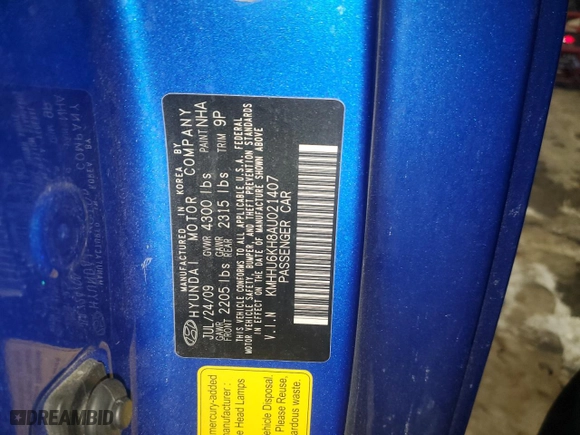 MANUFACTURED IN KOREA BY
HYUNDAI MOTOR COMPANY
JUL/24/09 GVWR 4300 lbs PAINT NHA
GAWR FRONT 2205 lbs GAWR REAR 2315 lbs TRIM 9P
THIS VEHICLE CONFORMS TO ALL APPLICABLE U.S.A. FEDERAL
MOTOR VEHICLE SAFETY, BUMPER, AND THEFT PREVENTION STANDARDS
IN EFFECT ON THE DATE OF MANUFACTURE SHOWN ABOVE
V.I.N KMHHU6KH8AU021407
PASSENGER CAR
mercury-added
manufacturer :
e Head Lamps
ehicle Disposal.
Please Reuse,
ardous waste.
DREAMBID